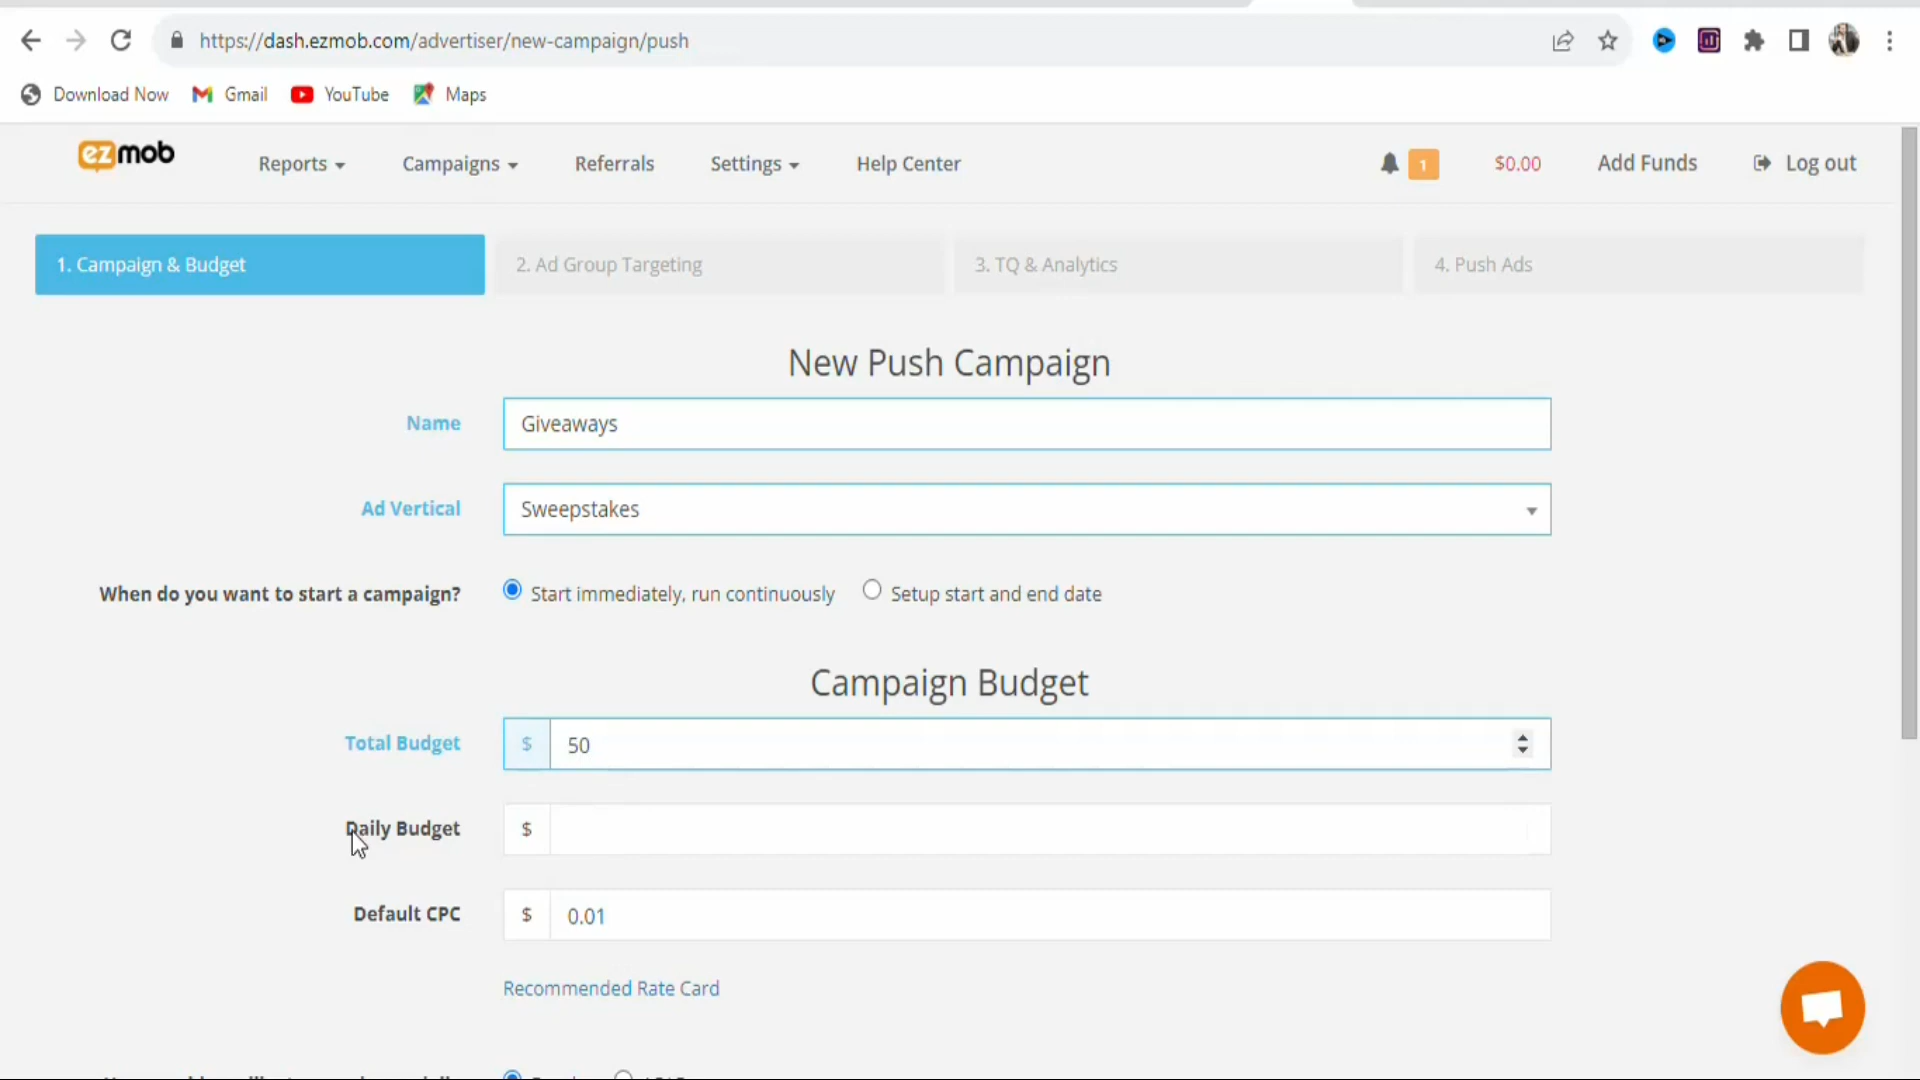 https://dash.ezmob.com/advertiser/new-campaign/push
Download Now Gmail YouTube Maps
ezmob Reports Campaigns Referrals Settings Help Center 1 $0.00 Add Funds Log out
1. Campaign & Budget 2. Ad Group Targeting 3. TQ & Analytics 4. Push Ads
New Push Campaign
Name Giveaways
Ad Vertical Sweepstakes
When do you want to start a campaign? Start immediately, run continuously Setup start and end date
Campaign Budget
Total Budget $ 50
Daily Budget $
Default CPC $ 0.01
Recommended Rate Card